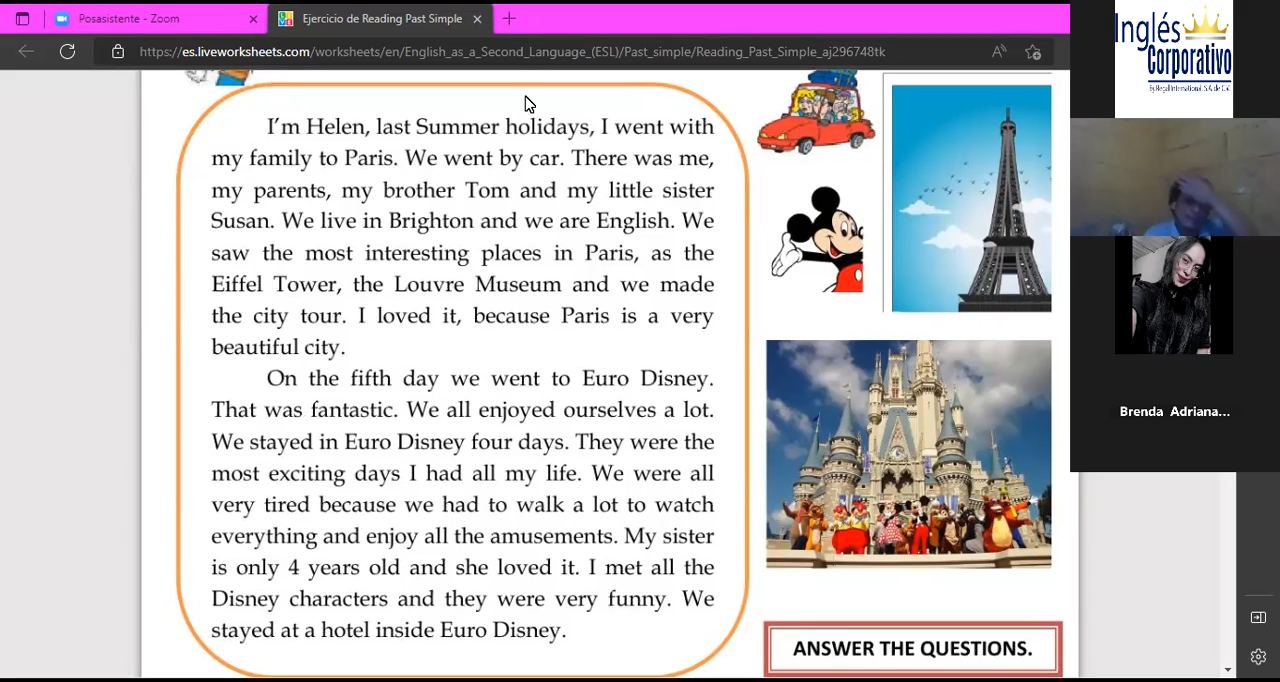 Posasistente - Zoom
Ejercicio de Reading Past Simple
https://es.liveworksheets.com/worksheets/en/English_as_a_Second_Language_(ESL)/Past_simple/Reading_Past_Simple_aj296748tk
Inglés
Corporativo
By Regal International, S.A. de C.V.
I'm Helen, last Summer holidays, I went with
my family to Paris. We went by car. There was me,
my parents, my brother Tom and my little sister
Susan. We live in Brighton and we are English. We
saw the most interesting places in Paris, as the
Eiffel Tower, the Louvre Museum and we made
the city tour. I loved it, because Paris is a very
beautiful city.
On the fifth day we went to Euro Disney.
That was fantastic. We all enjoyed ourselves a lot.
We stayed in Euro Disney four days. They were the
most exciting days I had all my life. We were all
very tired because we had to walk a lot to watch
everything and enjoy all the amusements. My sister
is only 4 years old and she loved it. I met all the
Disney characters and they were very funny. We
stayed at a hotel inside Euro Disney.
ANSWER THE QUESTIONS.
Brenda Adriana...